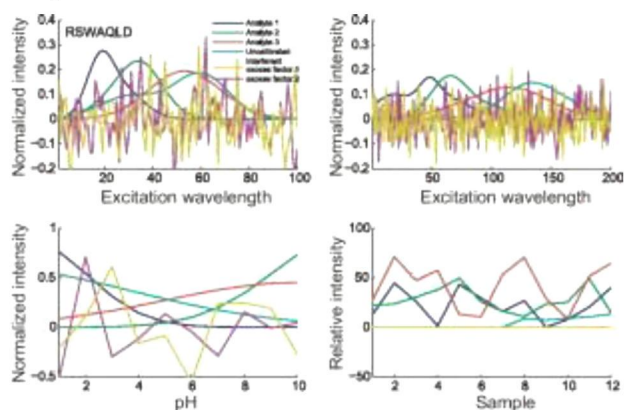 0.4
0.3
0.2
0.1
0
-0.1
-0.2
Normalized intensity
RSWAQLD
Analyte 1
Analyte 2
Analyte 3
Uncalibrated
Interferent
excess factor 1
excess factor 2
20 40 60 80 100
Excitation wavelength
0.4
0.3
0.2
0.1
0
-0.1
-0.2
Normalized intensity
50 100 150 200
Excitation wavelength
1
0.5
0
-0.5
Normalized intensity
2 4 6 8 10
pH
100
50
0
50
Relative intensity
2 4 6 8 10 12
Sample